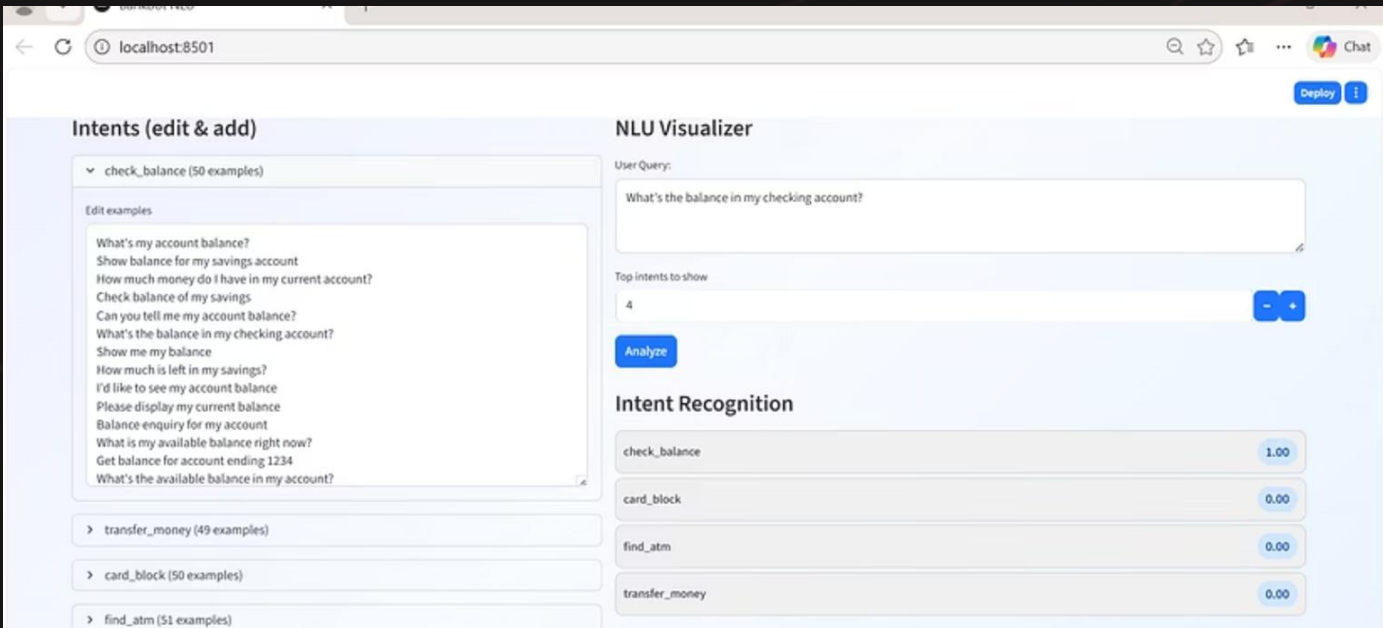 BankBot NLU
localhost:8501
Chat
Deploy
Intents (edit & add)
check_balance (50 examples)
Edit examples
What's my account balance?
Show balance for my savings account
How much money do I have in my current account?
Check balance of my savings
Can you tell me my account balance?
What's the balance in my checking account?
Show me my balance
How much is left in my savings?
I'd like to see my account balance
Please display my current balance
Balance enquiry for my account
What is my available balance right now?
Get balance for account ending 1234
What's the available balance in my account?
transfer_money (49 examples)
card_block (50 examples)
find_atm (51 examples)
NLU Visualizer
User Query:
What's the balance in my checking account?
Top intents to show
4
Analyze
Intent Recognition
check_balance 1.00
card_block 0.00
find_atm 0.00
transfer_money 0.00